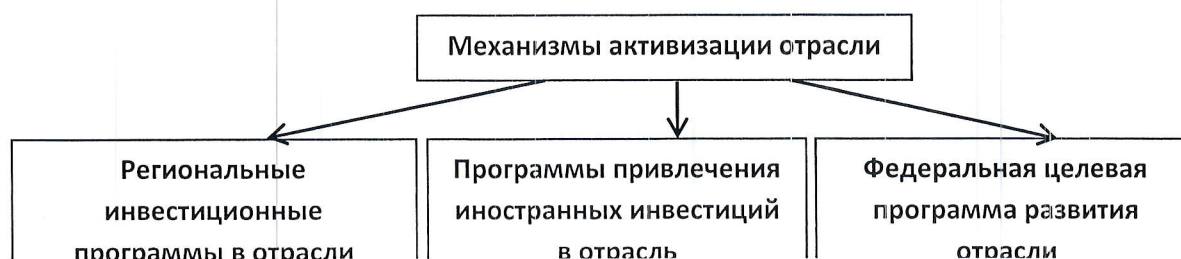 Механизмы активизации отрасли
Региональные
инвестиционные
программы в отрасли
Программы привлечения
иностранных инвестиций
в отрасль
Федеральная целевая
программа развития
отрасли